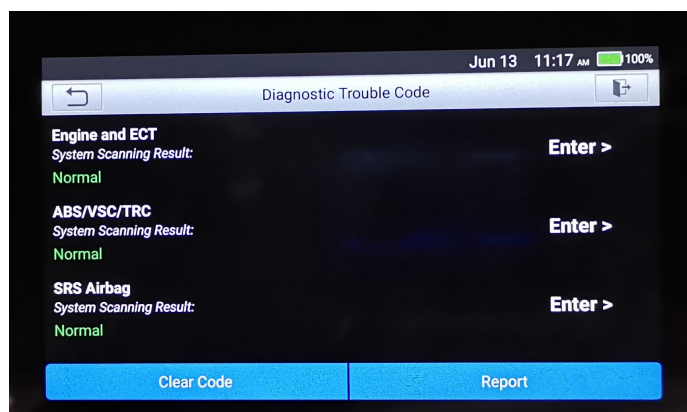 Jun 13 11:17 AM 100%
Diagnostic Trouble Code
Engine and ECT
System Scanning Result:
Enter >
Normal
ABS/VSC/TRC
System Scanning Result:
Enter >
Normal
SRS Airbag
System Scanning Result:
Enter >
Normal
Clear Code Report